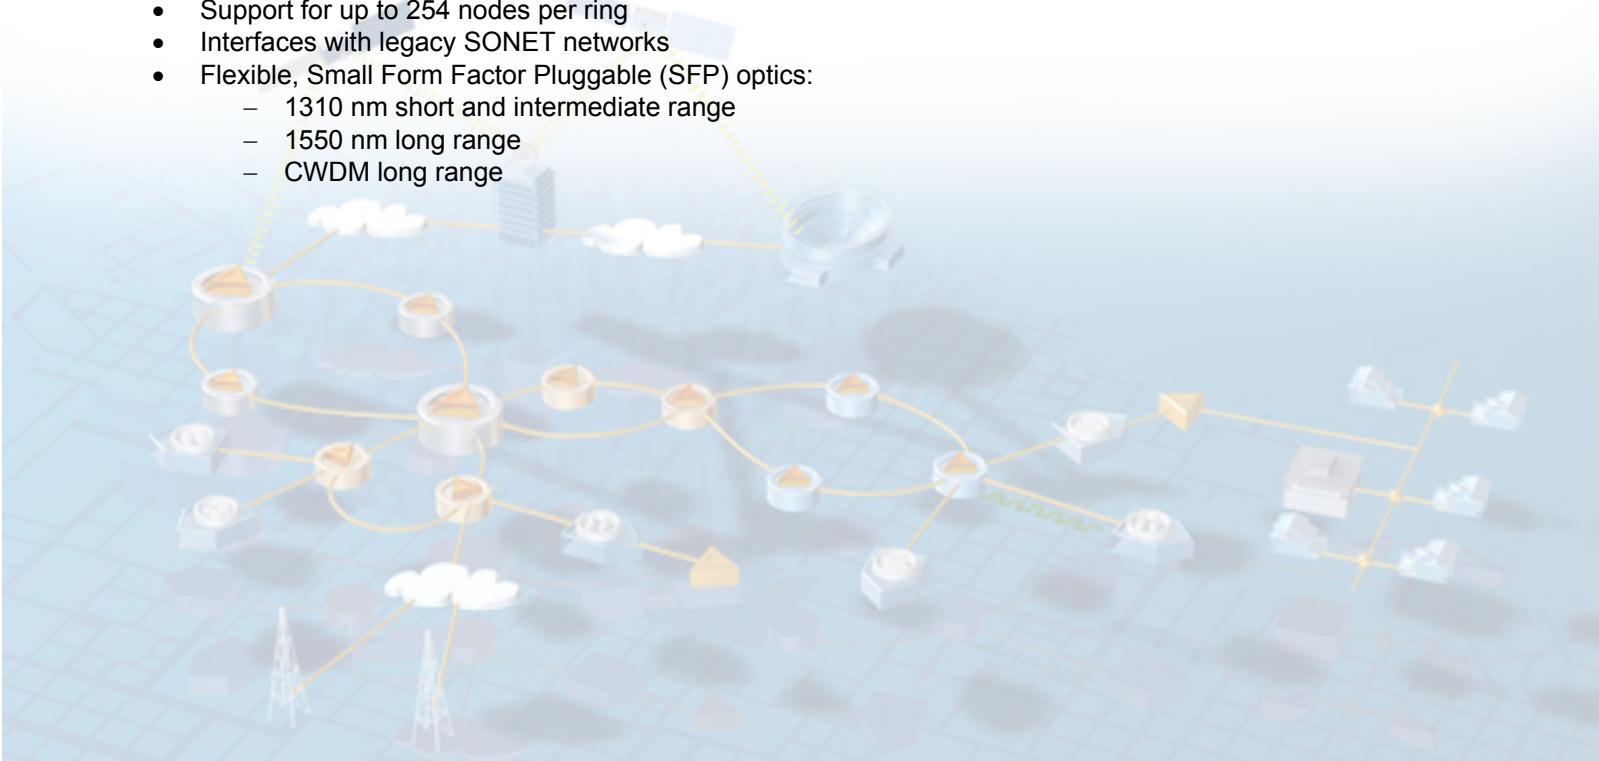 • Support for up to 254 nodes per ring
• Interfaces with legacy SONET networks
• Flexible, Small Form Factor Pluggable (SFP) optics:
– 1310 nm short and intermediate range
– 1550 nm long range
– CWDM long range